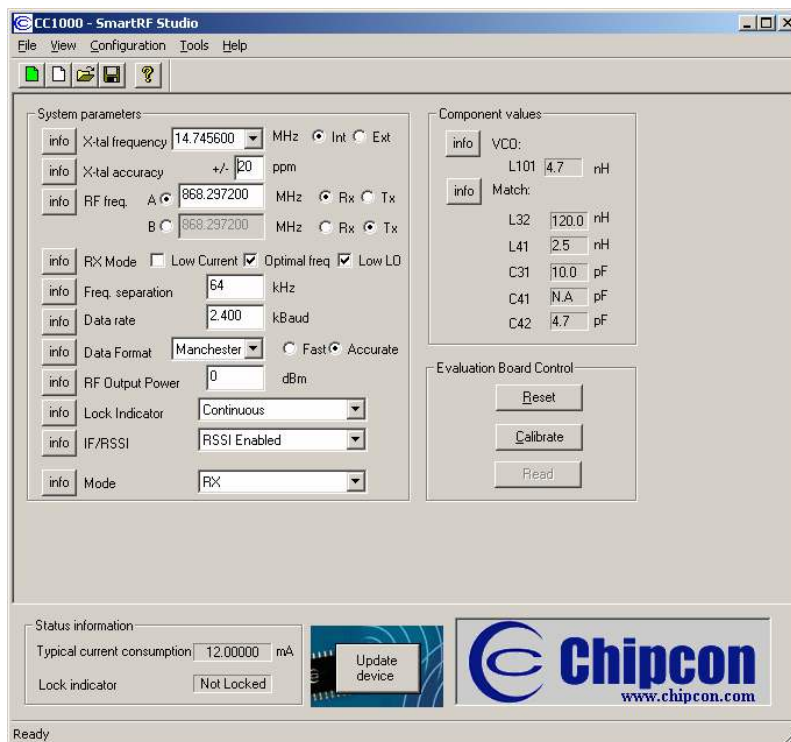 CC1000 - SmartRF Studio
File View Configuration Tools Help
System parameters
info X-tal frequency 14.745600 MHz Int Ext
info X-tal accuracy +/- 20 ppm
info RF freq. A 868.297200 MHz Rx Tx
B 868.297200 MHz Rx Tx
info RX Mode Low Current Optimal freq Low LO
info Freq. separation 64 kHz
info Data rate 2.400 kBaud
info Data Format Manchester Fast Accurate
info RF Output Power 0 dBm
info Lock Indicator Continuous
info IF/RSSI RSSI Enabled
info Mode RX
Component values
info VCO:
L101 4.7 nH
info Match:
L32 120.0 nH
L41 2.5 nH
C31 10.0 pF
C41 N.A pF
C42 4.7 pF
Evaluation Board Control
Reset
Calibrate
Read
Status information
Typical current consumption 12.00000 mA
Lock indicator Not Locked
Update
device
Chipcon
www.chipcon.com
Ready